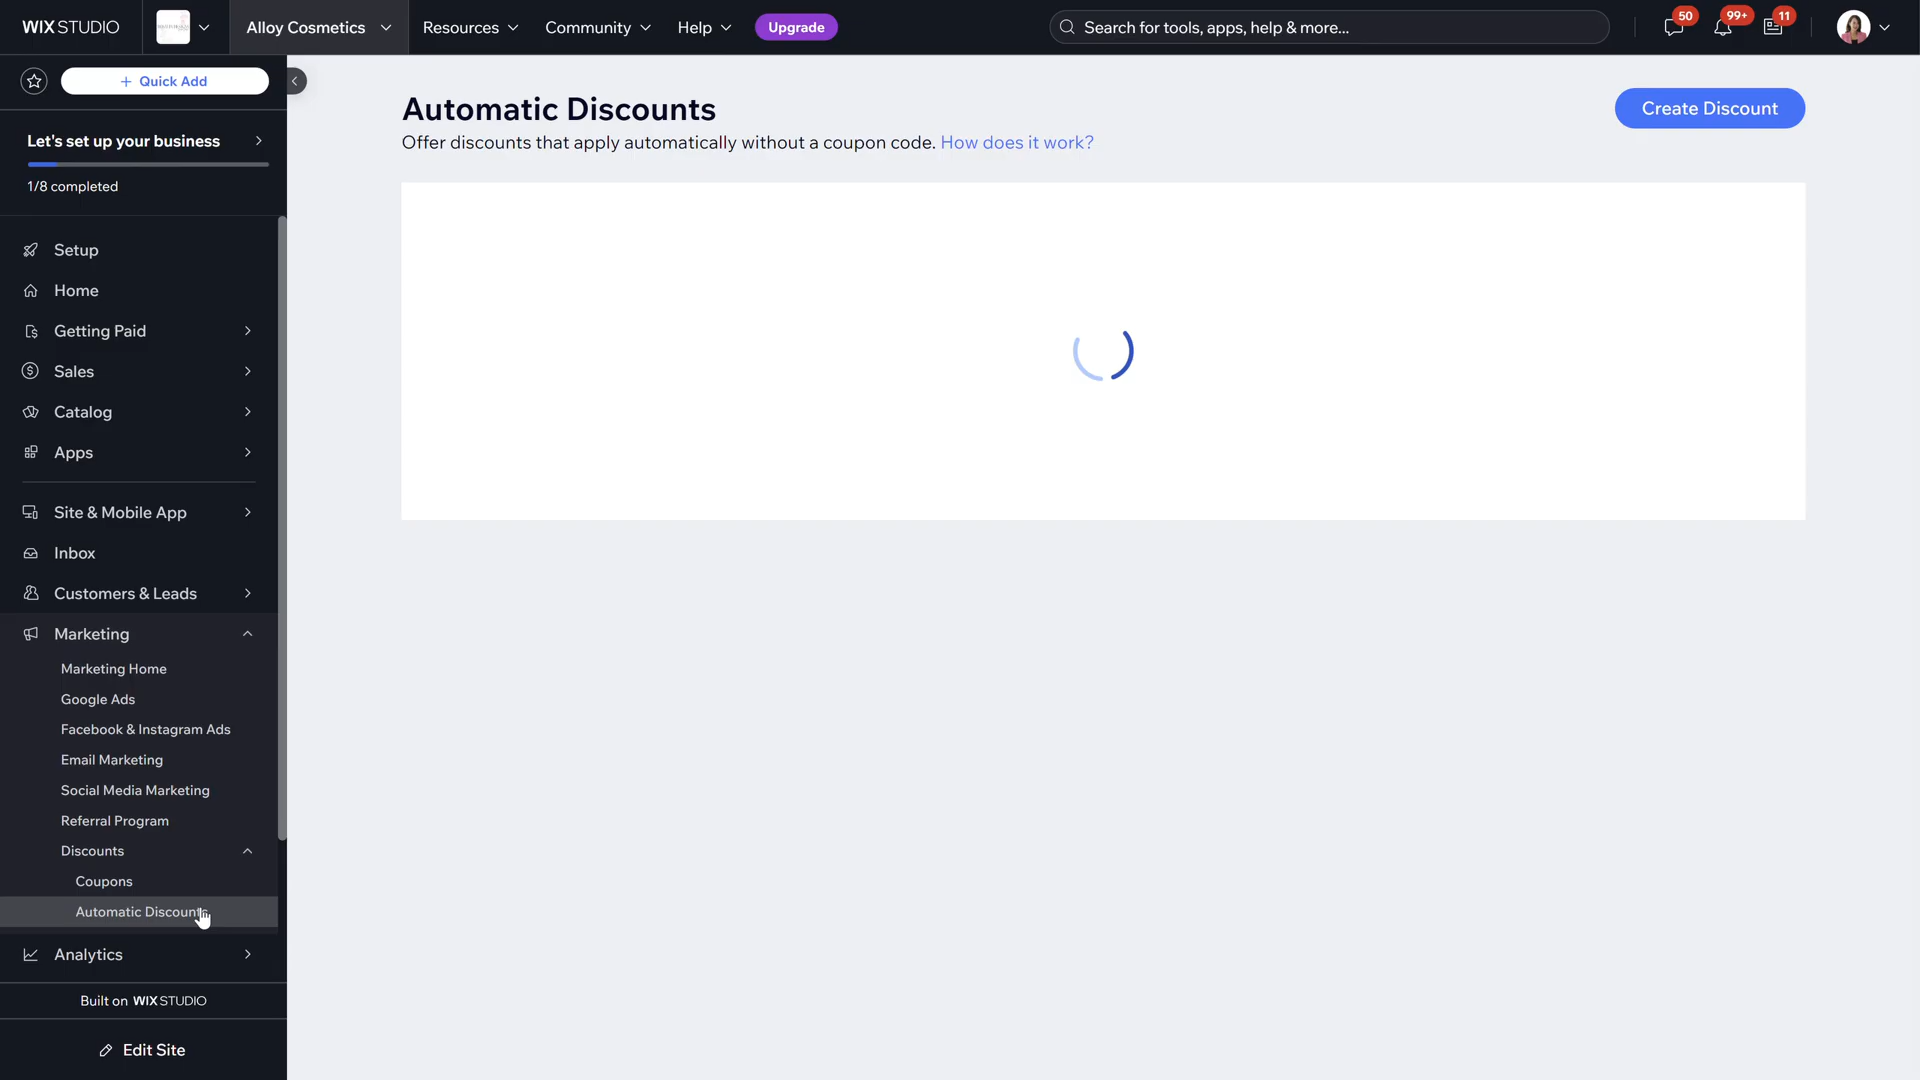 WIX STUDIO
Alloy Cosmetics
Resources
Community
Help
Upgrade
Search for tools, apps, help & more...
50
99+
11
Quick Add
Let's set up your business
1/8 completed
Setup
Home
Getting Paid
Sales
Catalog
Apps
Site & Mobile App
Inbox
Customers & Leads
Marketing
Marketing Home
Google Ads
Facebook & Instagram Ads
Email Marketing
Social Media Marketing
Referral Program
Discounts
Coupons
Automatic Discounts
Analytics
Built on WIX STUDIO
Edit Site
Automatic Discounts
Create Discount
Offer discounts that apply automatically without a coupon code. How does it work?